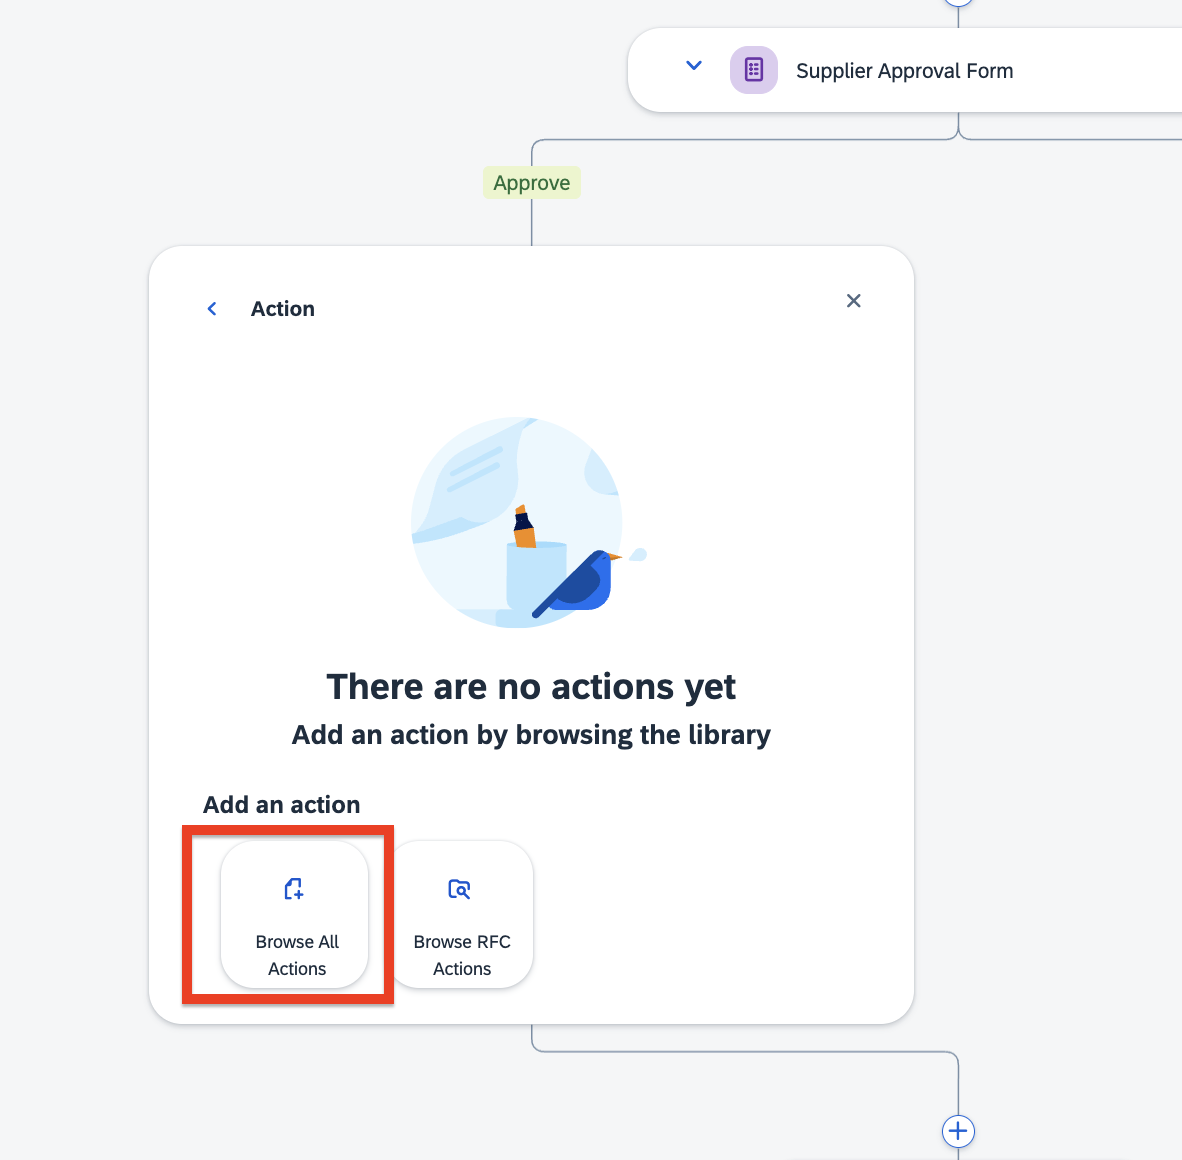 Supplier Approval Form
Approve
Action
There are no actions yet
Add an action by browsing the library
Add an action
Browse All
Actions
Browse RFC
Actions